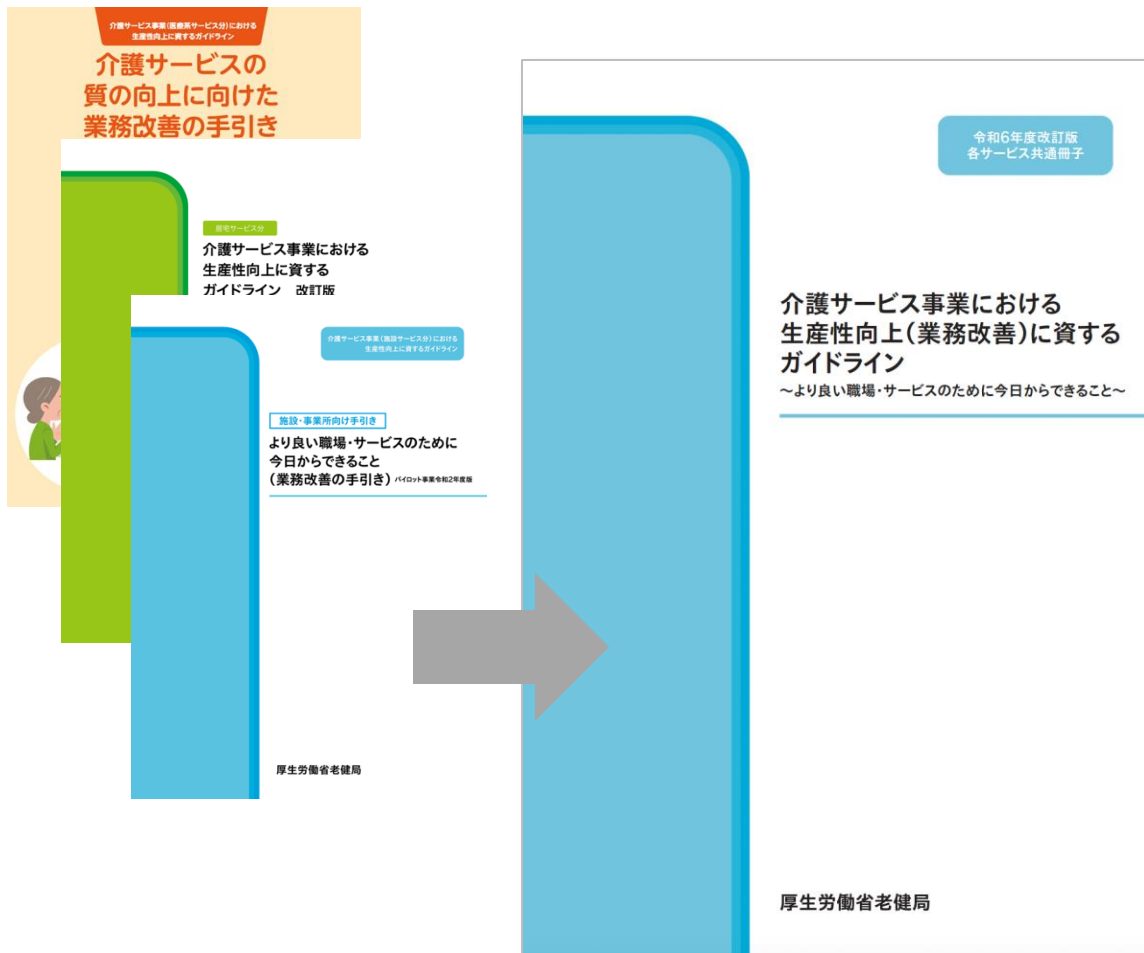 介護サービス事業(医療系サービス分)における
生産性向上に資するガイドライン
介護サービスの
質の向上に向けた
業務改善の手引き
居宅サービス分
介護サービス事業における
生産性向上に資する
ガイドライン 改訂版
介護サービス事業(施設サービス分)における
生産性向上に資するガイドライン
施設・事業所向け手引き
より良い職場・サービスのために
今日からできること
(業務改善の手引き) パイロット事業令和2年度版
厚生労働省老健局
令和6年度改訂版
各サービス共通冊子
介護サービス事業における
生産性向上(業務改善)に資する
ガイドライン
～より良い職場・サービスのために今日からできること～
厚生労働省老健局